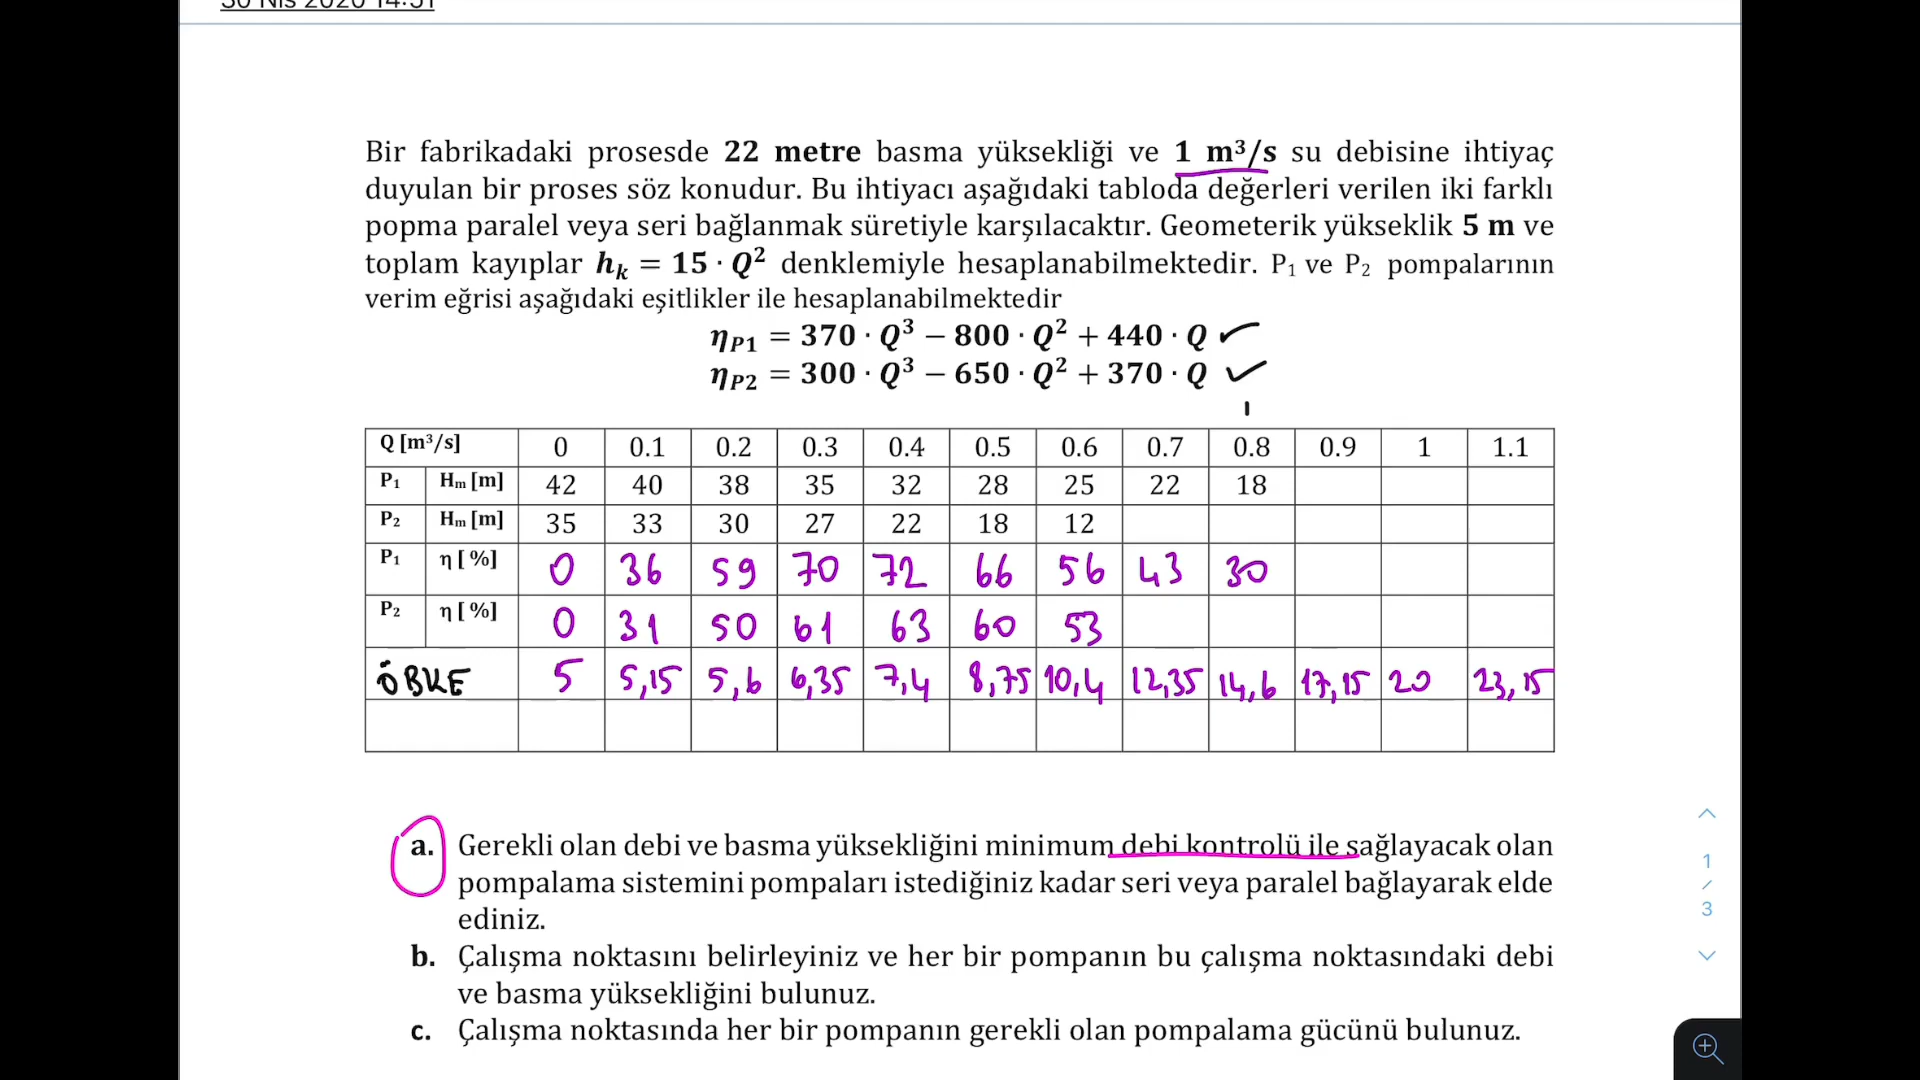 30 Nis 2020 14:51
Bir fabrikadaki prosesde 22 metre basma yüksekliği ve 1 m³/s su debisine ihtiyaç
duyulan bir proses söz konudur. Bu ihtiyacı aşağıdaki tabloda değerleri verilen iki farklı
popma paralel veya seri bağlanmak süretiyle karşılacaktır. Geometerik yükseklik 5 m ve
toplam kayıplar hₖ = 15 · Q² denklemiyle hesaplanabilmektedir. P₁ ve P₂ pompalarının
verim eğrisi aşağıdaki eşitlikler ile hesaplanabilmektedir
ηP1 = 370 · Q³ − 800 · Q² + 440 · Q ✓
ηP2 = 300 · Q³ − 650 · Q² + 370 · Q ✓
Q [m³/s] 0 0.1 0.2 0.3 0.4 0.5 0.6 0.7 0.8 0.9 1 1.1
P₁ Hm [m] 42 40 38 35 32 28 25 22 18
P₂ Hm [m] 35 33 30 27 22 18 12
P₁ η [ %] 0 36 59 70 72 66 56 43 30
P₂ η [ %] 0 31 50 61 63 60 53
ÖBKE 5 5,15 5,6 6,35 7,4 8,75 10,4 12,35 14,6 17,15 20 23,15
a. Gerekli olan debi ve basma yüksekliğini minimum debi kontrolü ile sağlayacak olan
pompalama sistemini pompaları istediğiniz kadar seri veya paralel bağlayarak elde
ediniz.
b. Çalışma noktasını belirleyiniz ve her bir pompanın bu çalışma noktasındaki debi
ve basma yüksekliğini bulunuz.
c. Çalışma noktasında her bir pompanın gerekli olan pompalama gücünü bulunuz.
1
/
3